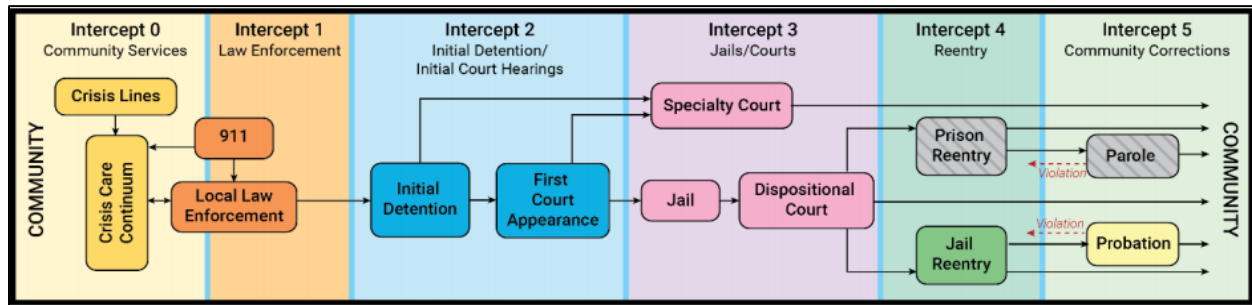 Intercept 0
Community Services
Intercept 1
Law Enforcement
Intercept 2
Initial Detention/
Initial Court Hearings
Intercept 3
Jails/Courts
Intercept 4
Reentry
Intercept 5
Community Corrections
COMMUNITY
Crisis Lines
Crisis Care
Continuum
911
Local Law
Enforcement
Initial
Detention
First
Court
Appearance
Specialty Court
Jail
Dispositional
Court
Prison
Reentry
Violation
Parole
Jail
Reentry
Violation
Probation
COMMUNITY